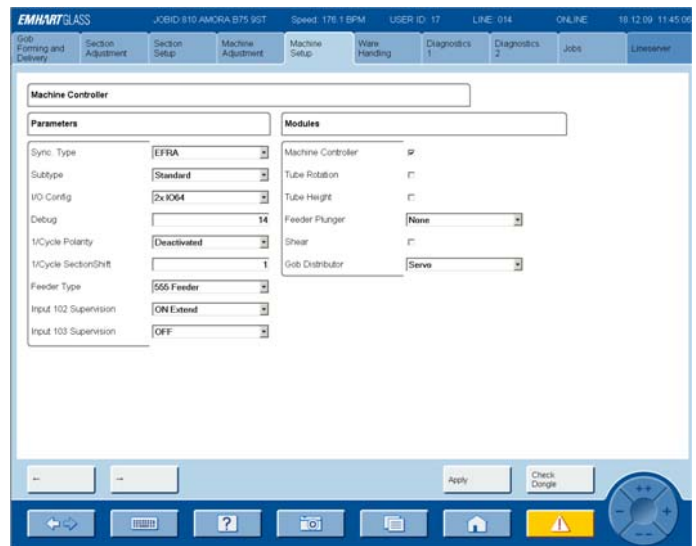 EMHARTGLASS JOBID 810 AMORA B75 9ST Speed: 176.1 BPM USER ID: 17 LINE: 014 ONLINE 18.12.09 11:45:06
Gob Forming and Delivery
Section Adjustment
Section Setup
Machine Adjustment
Machine Setup
Ware Handling
Diagnostics 1
Diagnostics 2
Jobs
Lineserver
Machine Controller
Parameters
Sync. Type EFRA
Subtype Standard
I/O Config 2x IO64
Debug 14
1/Cycle Polarity Deactivated
1/Cycle SectionShift 1
Feeder Type 555 Feeder
Input 102 Supervision ON Extend
Input 103 Supervision OFF
Modules
Machine Controller
Tube Rotation
Tube Height
Feeder Plunger None
Shear
Gob Distributor Servo
← → Apply Check Dongle
?